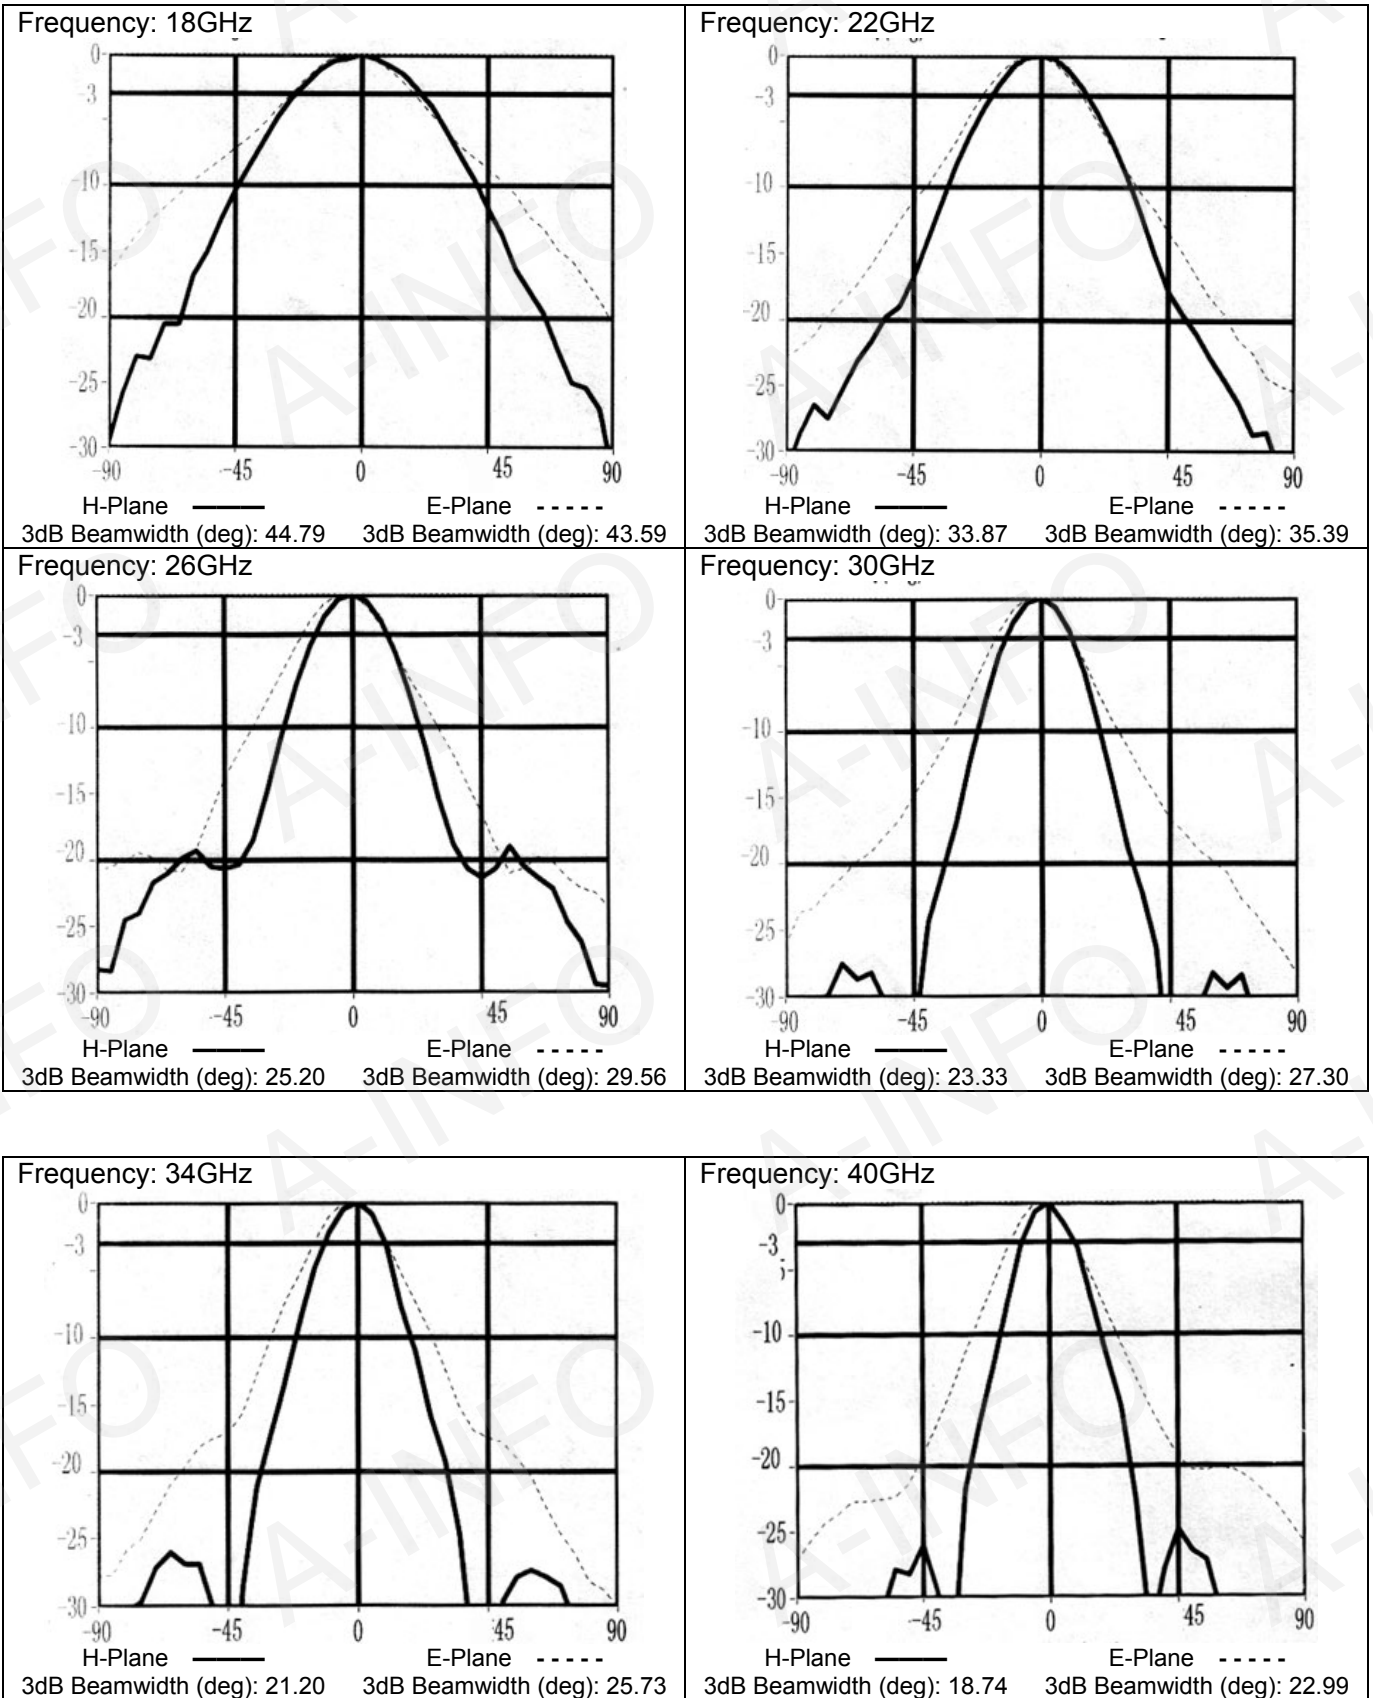 Frequency: 18GHz
0
-3
-10
-15
-20
-25
-30
-90 -45 0 45 90
H-Plane E-Plane
3dB Beamwidth (deg): 44.79 3dB Beamwidth (deg): 43.59
Frequency: 22GHz
0
-3
-10
-15
-20
-25
-30
-90 -45 0 45 90
H-Plane E-Plane
3dB Beamwidth (deg): 33.87 3dB Beamwidth (deg): 35.39
Frequency: 26GHz
0
-3
-10
-15
-20
-25
-30
-90 -45 0 45 90
H-Plane E-Plane
3dB Beamwidth (deg): 25.20 3dB Beamwidth (deg): 29.56
Frequency: 30GHz
0
-3
-10
-15
-20
-25
-30
-90 -45 0 45 90
H-Plane E-Plane
3dB Beamwidth (deg): 23.33 3dB Beamwidth (deg): 27.30
Frequency: 34GHz
0
-3
-10
-15
-20
-25
-30
-90 -45 0 45 90
H-Plane E-Plane
3dB Beamwidth (deg): 21.20 3dB Beamwidth (deg): 25.73
Frequency: 40GHz
0
-3
-10
-15
-20
-25
-30
-90 -45 0 45 90
H-Plane E-Plane
3dB Beamwidth (deg): 18.74 3dB Beamwidth (deg): 22.99
A-INFO